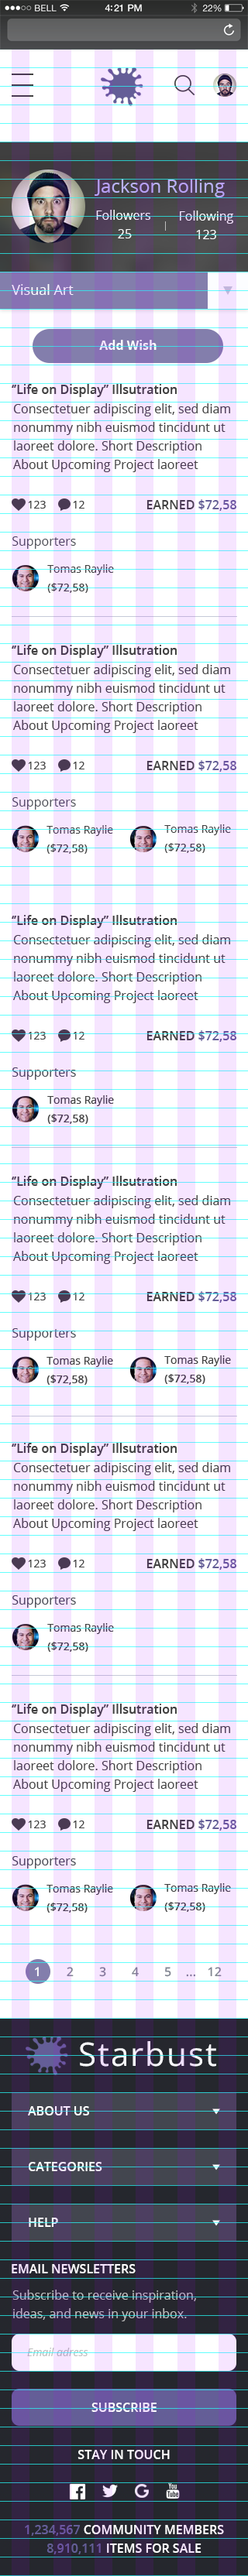 BELL 4:21 PM 22%
Jackson Rolling
Followers Following
25 123
Visual Art
Add Wish
“Life on Display” Illsutration
Consectetuer adipiscing elit, sed diam
nonummy nibh euismod tincidunt ut
laoreet dolore. Short Description
About Upcoming Project laoreet
123 12 EARNED $72,58
Supporters
Tomas Raylie
($72,58)
“Life on Display” Illsutration
Consectetuer adipiscing elit, sed diam
nonummy nibh euismod tincidunt ut
laoreet dolore. Short Description
About Upcoming Project laoreet
123 12 EARNED $72,58
Supporters
Tomas Raylie Tomas Raylie
($72,58) ($72,58)
“Life on Display” Illsutration
Consectetuer adipiscing elit, sed diam
nonummy nibh euismod tincidunt ut
laoreet dolore. Short Description
About Upcoming Project laoreet
123 12 EARNED $72,58
Supporters
Tomas Raylie
($72,58)
“Life on Display” Illsutration
Consectetuer adipiscing elit, sed diam
nonummy nibh euismod tincidunt ut
laoreet dolore. Short Description
About Upcoming Project laoreet
123 12 EARNED $72,58
Supporters
Tomas Raylie Tomas Raylie
($72,58) ($72,58)
“Life on Display” Illsutration
Consectetuer adipiscing elit, sed diam
nonummy nibh euismod tincidunt ut
laoreet dolore. Short Description
About Upcoming Project laoreet
123 12 EARNED $72,58
Supporters
Tomas Raylie
($72,58)
“Life on Display” Illsutration
Consectetuer adipiscing elit, sed diam
nonummy nibh euismod tincidunt ut
laoreet dolore. Short Description
About Upcoming Project laoreet
123 12 EARNED $72,58
Supporters
Tomas Raylie Tomas Raylie
($72,58) ($72,58)
1 2 3 4 5 ... 12
Starbust
ABOUT US
CATEGORIES
HELP
EMAIL NEWSLETTERS
Subscribe to receive inspiration,
ideas, and news in your inbox.
Email adress
SUBSCRIBE
STAY IN TOUCH
You Tube
1,234,567 COMMUNITY MEMBERS
8,910,111 ITEMS FOR SALE